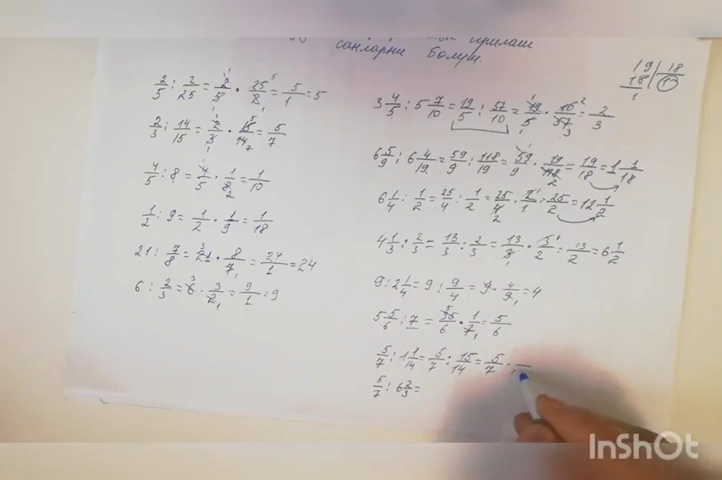 санларни бөлүш.
19 | 18
18 | 1
1
2/5 : 2/25 = 2/5 · 25/2 = 5/1 = 5
2/3 : 14/15 = 2/3 · 15/14 = 5/7
4/5 : 8 = 4/5 · 1/8 = 1/10
1/2 : 9 = 1/2 · 1/9 = 1/18
21 : 7/8 = 21 · 8/7 = 24/1 = 24
6 : 2/3 = 6 · 3/2 = 9/1 = 9
3 4/5 : 5 7/10 = 19/5 : 57/10 = 19/5 · 10/57 = 2/3
6 5/9 : 6 4/19 = 59/9 : 118/19 = 59/9 · 19/118 = 19/18 = 1 1/18
6 1/4 : 1/2 = 25/4 : 1/2 = 25/4 · 2/1 = 25/2 = 12 1/2
4 1/3 : 2/3 = 13/3 : 2/3 = 13/3 · 3/2 = 13/2 = 6 1/2
9 : 2 1/4 = 9 : 9/4 = 9 · 4/9 = 4
5 5/6 : 7 = 35/6 · 1/7 = 5/6
5/7 : 1 1/14 = 5/7 : 15/14 = 5/7 ·
5/7 : 6 2/3 =
InShOt